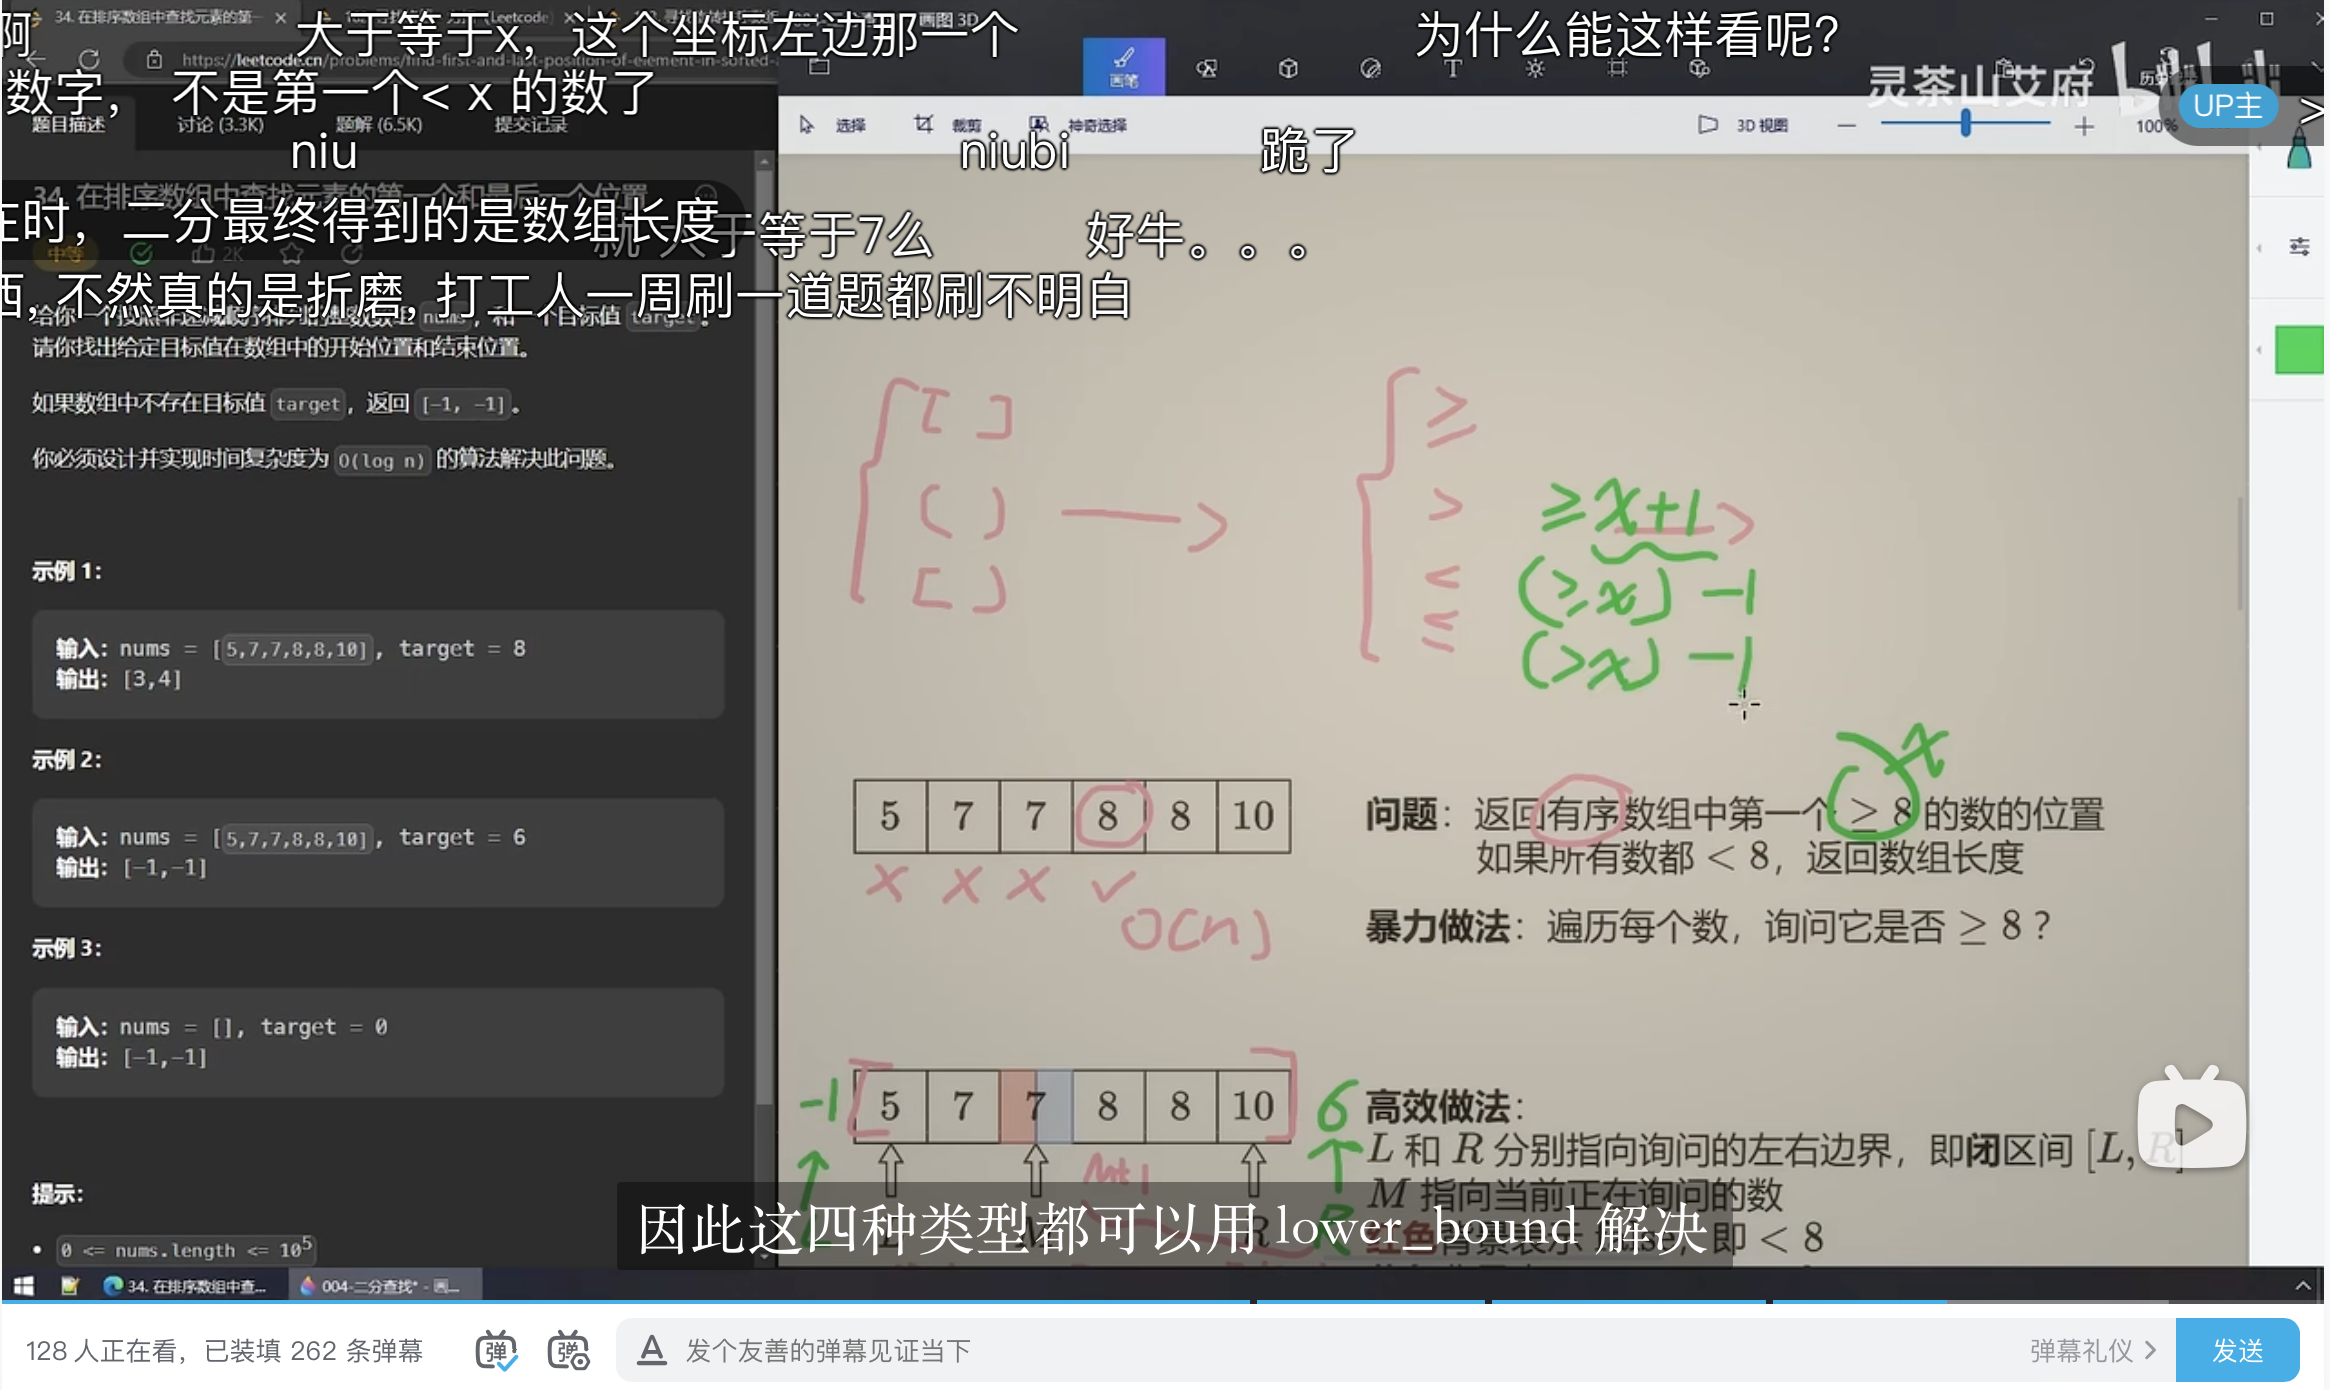 34. 在排序数组中查找元素的第一
大于等于x，这个坐标左边那一个
画图 3D
为什么能这样看呢？
啊
https://leetcode.cn/problems/find-first-and-last-position-of-element-in-sorted-a
数字， 不是第一个< x 的数了
画笔
灵茶山艾府
bilibili
UP主
题目描述
讨论 (3.3K)
题解 (6.5K)
提交记录
选择
裁剪
神奇选择
3D 视图
100%
niu
niubi
跪了
34. 在排序数组中查找元素的第一个和最后一个位置
在时，二分最终得到的是数组长度
就 大于等于7么
好牛。。。
中等
2K
西, 不然真的是折磨, 打工人一周刷一道题都刷不明白
给你一个按照非递减顺序排列的整数数组 nums，和一个目标值 target。
请你找出给定目标值在数组中的开始位置和结束位置。
如果数组中不存在目标值 target，返回 [-1, -1]。
你必须设计并实现时间复杂度为 O(log n) 的算法解决此问题。
示例 1：
输入：nums = [5,7,7,8,8,10], target = 8
输出：[3,4]
示例 2：
输入：nums = [5,7,7,8,8,10], target = 6
输出：[-1,-1]
示例 3：
输入：nums = [], target = 0
输出：[-1,-1]
提示：
0 <= nums.length <= 10⁵
[ ]
( )
[ )
≥
> ≥x+1
< (≥x) -1
≤ (>x) -1
x
5 7 7 8 8 10
× × × ✓
O(n)
问题：返回有序数组中第一个 ≥ 8 的数的位置
如果所有数都 < 8，返回数组长度
暴力做法：遍历每个数，询问它是否 ≥ 8？
-1 [ 5 7 7 8 8 10 ] 6
M+1
高效做法：
L 和 R 分别指向询问的左右边界，即闭区间 [L, R]
M 指向当前正在询问的数
红色背景表示 false，即 < 8
因此这四种类型都可以用 lower_bound 解决
34. 在排序数组中查...
004-二分查找* - 画...
128 人正在看，已装填 262 条弹幕
弹
弹
A
发个友善的弹幕见证当下
弹幕礼仪 >
发送